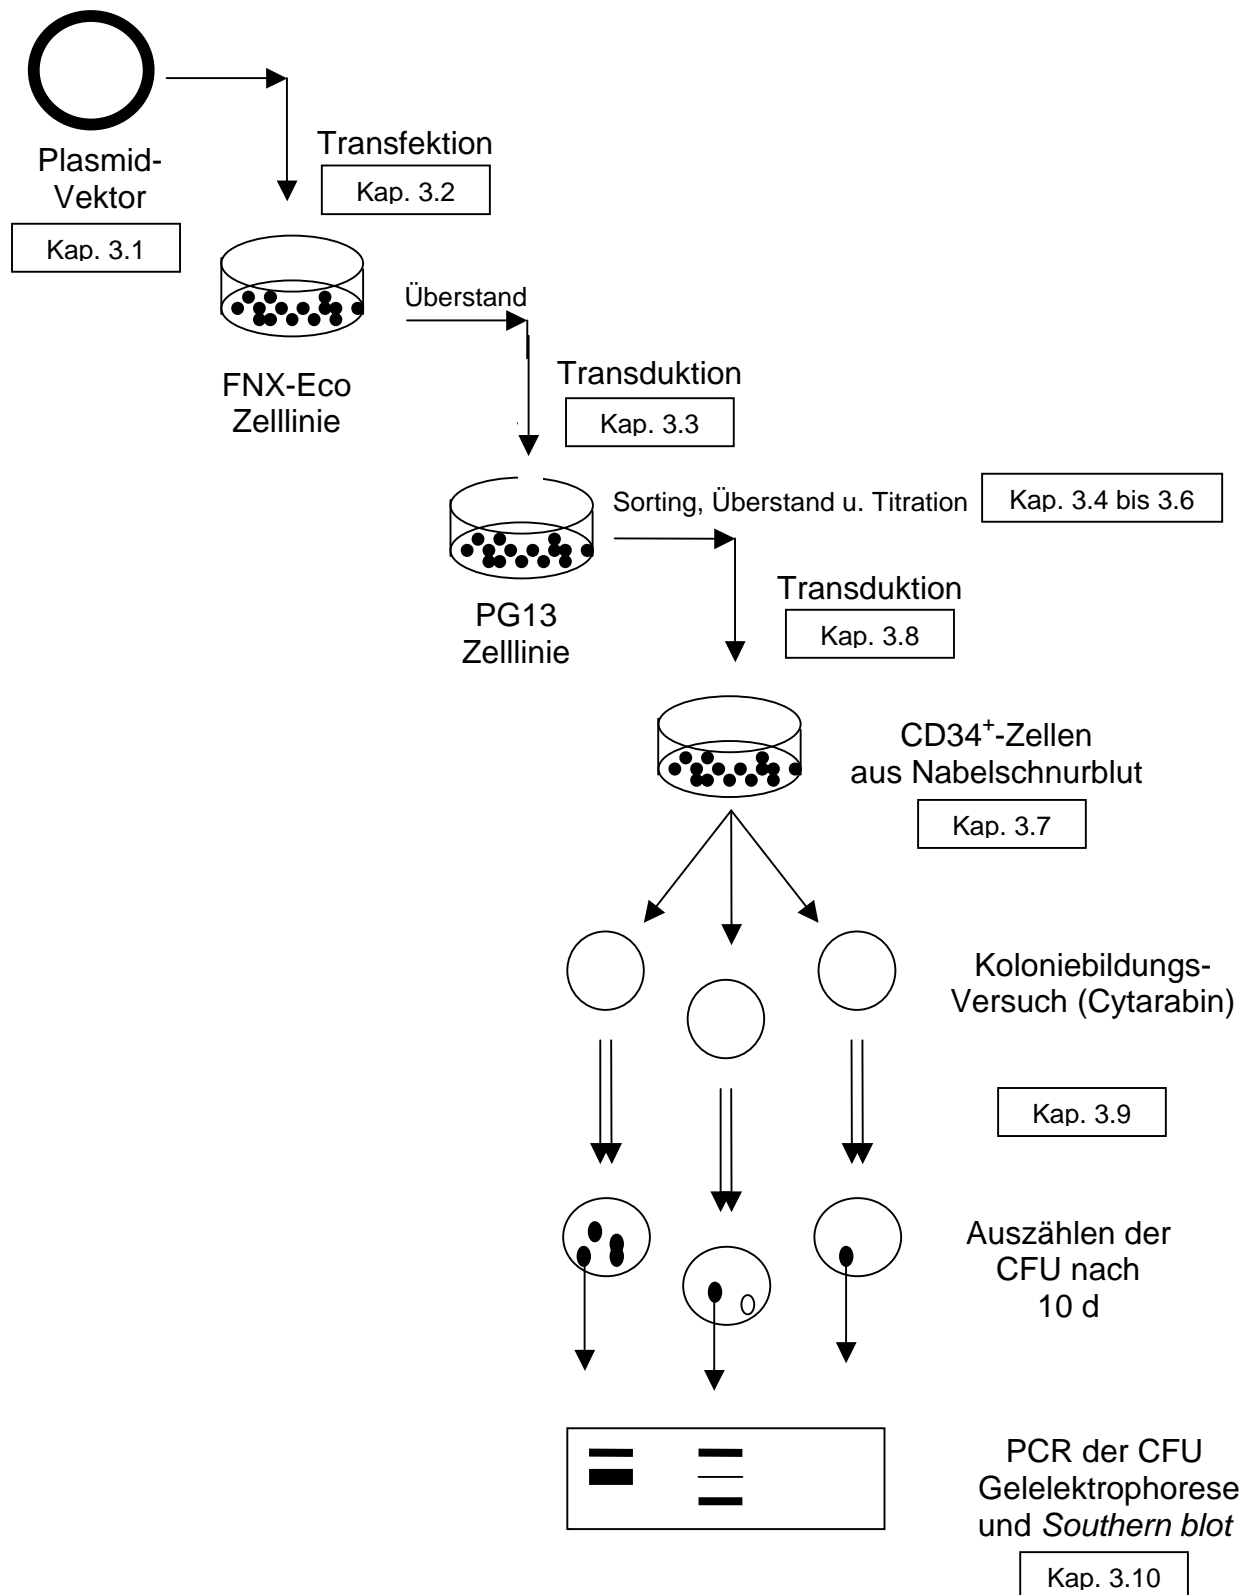 Plasmid-
Vektor
Kap. 3.1
Transfektion
Kap. 3.2
FNX-Eco
Zelllinie
Überstand
Transduktion
Kap. 3.3
PG13
Zelllinie
Sorting, Überstand u. Titration
Kap. 3.4 bis 3.6
Transduktion
Kap. 3.8
CD34⁺-Zellen
aus Nabelschnurblut
Kap. 3.7
Koloniebildungs-
Versuch (Cytarabin)
Kap. 3.9
Auszählen der
CFU nach
10 d
PCR der CFU
Gelelektrophorese
und Southern blot
Kap. 3.10